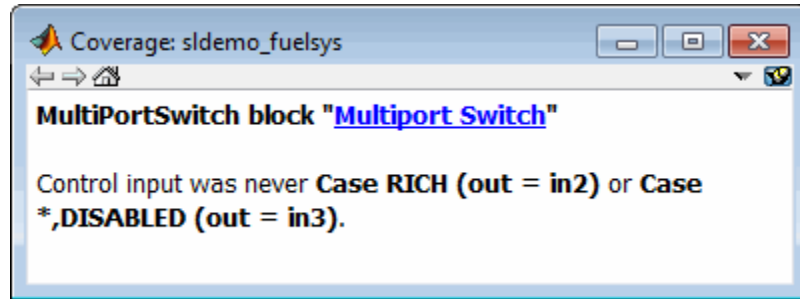 Coverage: sldemo_fuelsys
MultiPortSwitch block "Multiport Switch"
Control input was never Case RICH (out = in2) or Case
*,DISABLED (out = in3).